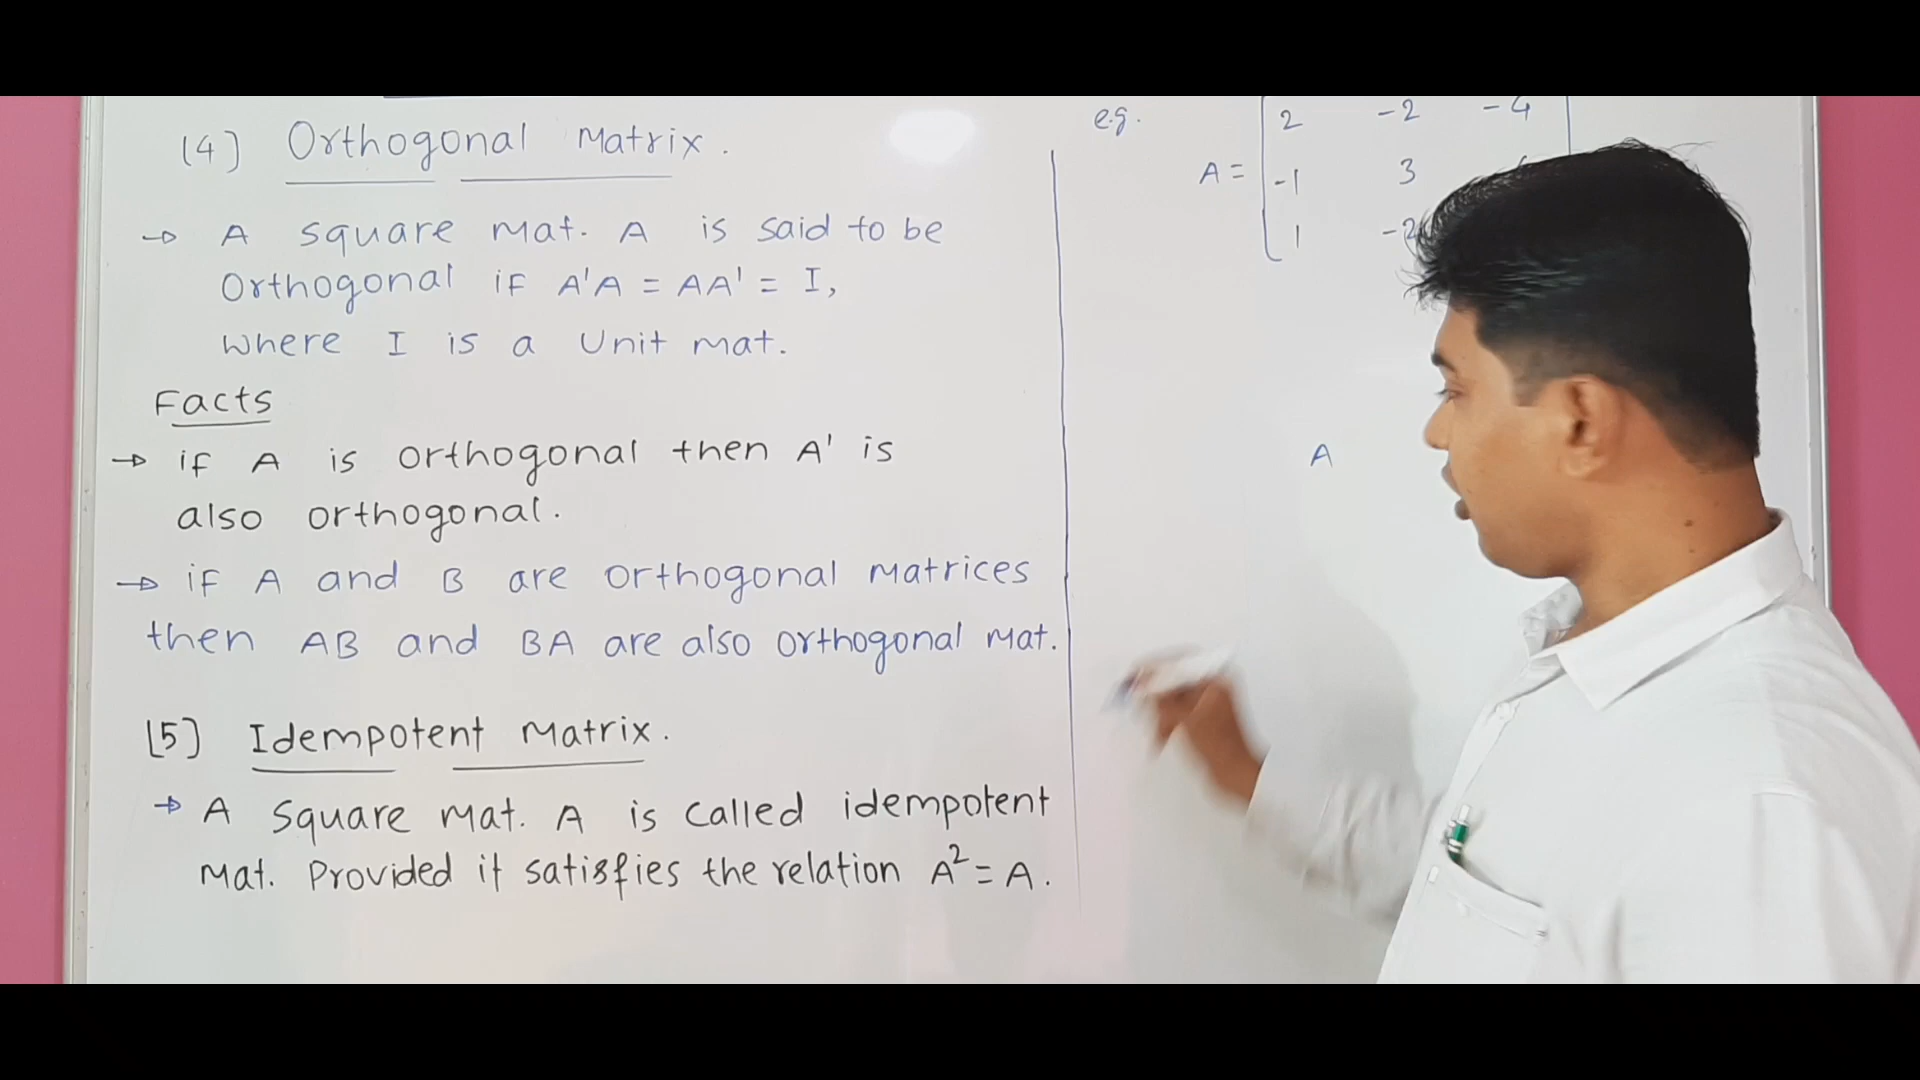 (4) Orthogonal Matrix.
→ A square mat. A is said to be
Orthogonal if A'A = AA' = I,
where I is a Unit mat.
Facts
→ if A is orthogonal then A' is
also orthogonal.
→ if A and B are orthogonal matrices
then AB and BA are also orthogonal mat.
[5] Idempotent Matrix.
→ A square mat. A is called idempotent
mat. Provided it satisfies the relation A² = A.
e.g.
2 -2 -4
A = -1 3
1 -2
A